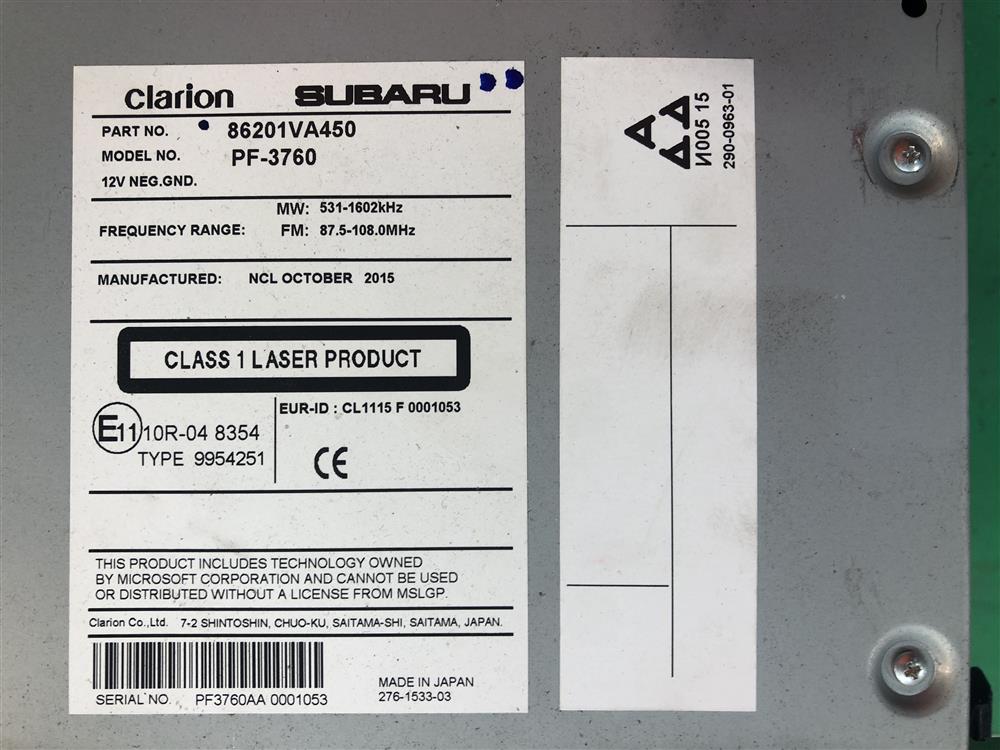 clarion SUBARU
PART NO. 86201VA450
MODEL NO. PF-3760
12V NEG.GND.
FREQUENCY RANGE: MW: 531-1602kHz
FM: 87.5-108.0MHz
MANUFACTURED: NCL OCTOBER 2015
CLASS 1 LASER PRODUCT
E11 10R-04 8354
TYPE 9954251
EUR-ID : CL1115 F 0001053
CE
THIS PRODUCT INCLUDES TECHNOLOGY OWNED
BY MICROSOFT CORPORATION AND CANNOT BE USED
OR DISTRIBUTED WITHOUT A LICENSE FROM MSLGP.
Clarion Co.,Ltd. 7-2 SHINTOSHIN, CHUO-KU, SAITAMA-SHI, SAITAMA, JAPAN.
SERIAL NO. PF3760AA 0001053
MADE IN JAPAN
276-1533-03
И005 15
290-0963-01